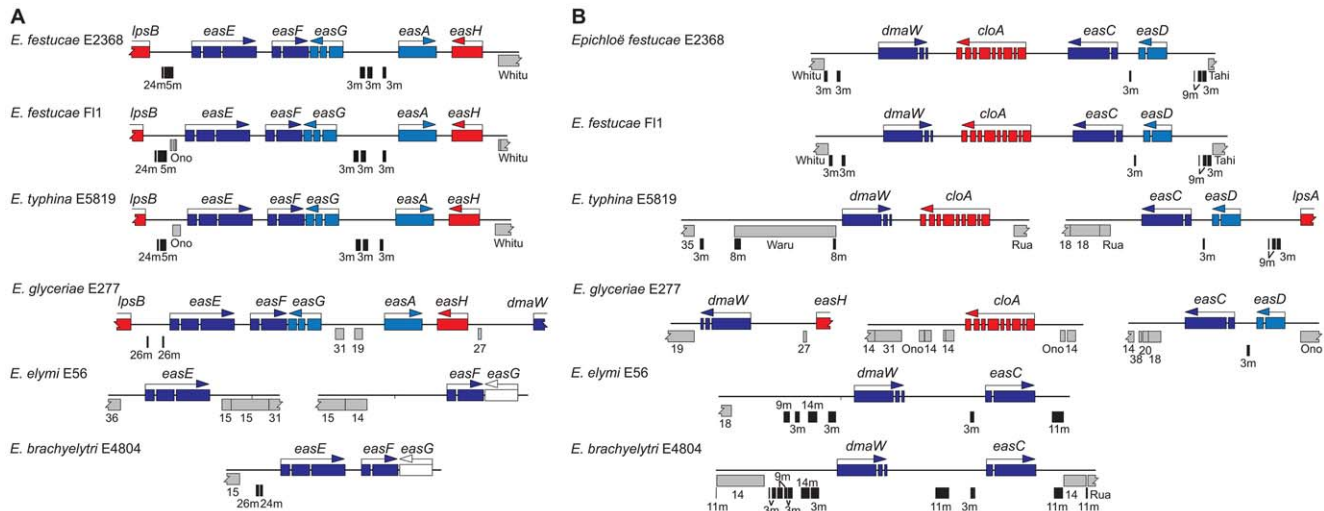 A
E. festucae E2368
lpsB easE easF easG easA easH
24m 5m 3m 3m 3m Whitu
E. festucae Fl1
lpsB easE easF easG easA easH
24m 5m Ono 3m 3m 3m Whitu
E. typhina E5819
lpsB easE easF easG easA easH
24m 5m Ono 3m 3m 3m Whitu
E. glyceriae E277
lpsB easE easF easG easA easH dmaW
26m 26m 31 19 27
E. elymi E56
easE easF easG
36 15 15 31 15 14
E. brachyelytri E4804
easE easF easG
15 26m 24m
B
Epichloë festucae E2368
dmaW cloA easC easD
Whitu 3m 3m 3m 9m 3m Tahi
E. festucae Fl1
dmaW cloA easC easD
Whitu 3m 3m 3m 9m 3m Tahi
E. typhina E5819
dmaW cloA easC easD lpsA
35 3m 8m Waru 8m Rua 18 18 Rua 3m 9m 3m
E. glyceriae E277
dmaW easH cloA easC easD
19 27 14 31 Ono 14 14 Ono 14 14 38 20 18 3m Ono
E. elymi E56
dmaW easC
18 9m 3m 14m 3m 3m 11m
E. brachyelytri E4804
dmaW easC
11m 14 3m 9m 3m 14m 3m 11m 3m 14 11m Rua